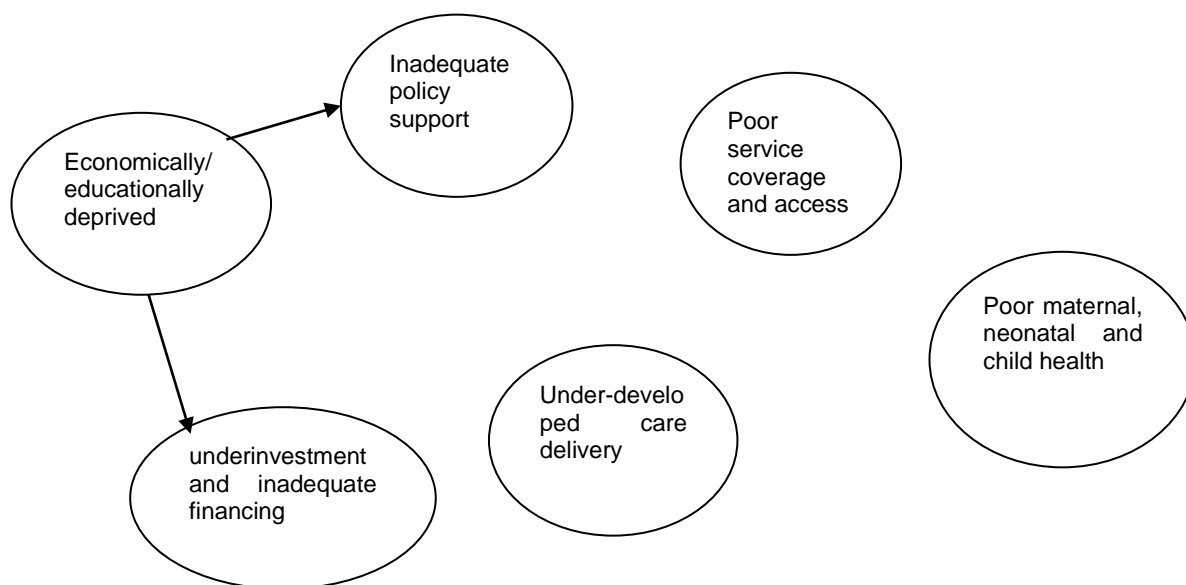 Inadequate
policy
support
Economically/
educationally
deprived
Poor
service
coverage
and access
Poor maternal,
neonatal and
child health
Under-develo
ped care
delivery
underinvestment
and inadequate
financing